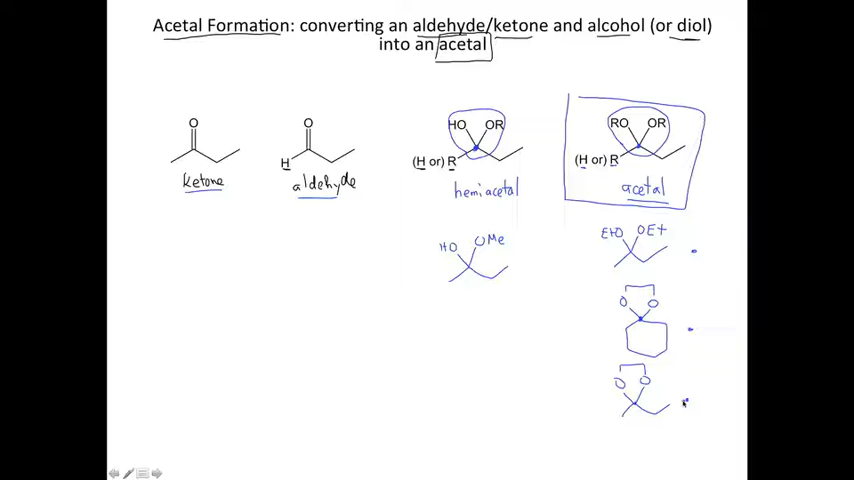 Acetal Formation: converting an aldehyde/ketone and alcohol (or diol)
into an acetal
O
O
HO OR
RO OR
H
(H or) R
(H or) R
ketone
aldehyde
hemiacetal
acetal
HO OMe
EtO OEt
O O
O O